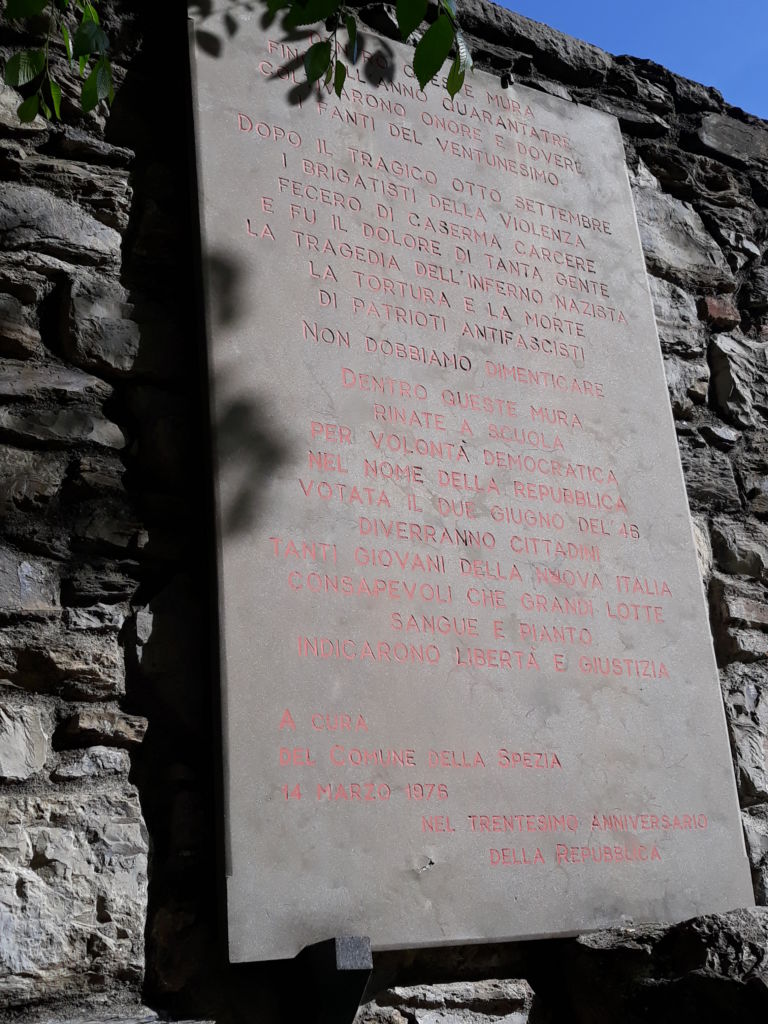 DENTRO QUESTE MURA
FINO ALL'ANNO QUARANTATRÉ
COLTIVARONO ONORE E DOVERE
I FANTI DEL VENTUNESIMO.
DOPO IL TRAGICO OTTO SETTEMBRE
I BRIGATISTI DELLA VIOLENZA
FECERO DI CASERMA CARCERE
E FU IL DOLORE DI TANTA GENTE
LA TRAGEDIA DELL'INFERNO NAZISTA
LA TORTURA E LA MORTE
DI PATRIOTI ANTIFASCISTI
NON DOBBIAMO DIMENTICARE
DENTRO QUESTE MURA
RINATE A SCUOLA
PER VOLONTÀ DEMOCRATICA
NEL NOME DELLA REPUBBLICA
VOTATA IL DUE GIUGNO DEL '46
DIVERRANNO CITTADINI
TANTI GIOVANI DELLA NUOVA ITALIA
CONSAPEVOLI CHE GRANDI LOTTE
SANGUE E PIANTO
INDICARONO LIBERTÀ E GIUSTIZIA
A CURA
DEL COMUNE DELLA SPEZIA
14 MARZO 1976
NEL TRENTESIMO ANNIVERSARIO
DELLA REPUBBLICA